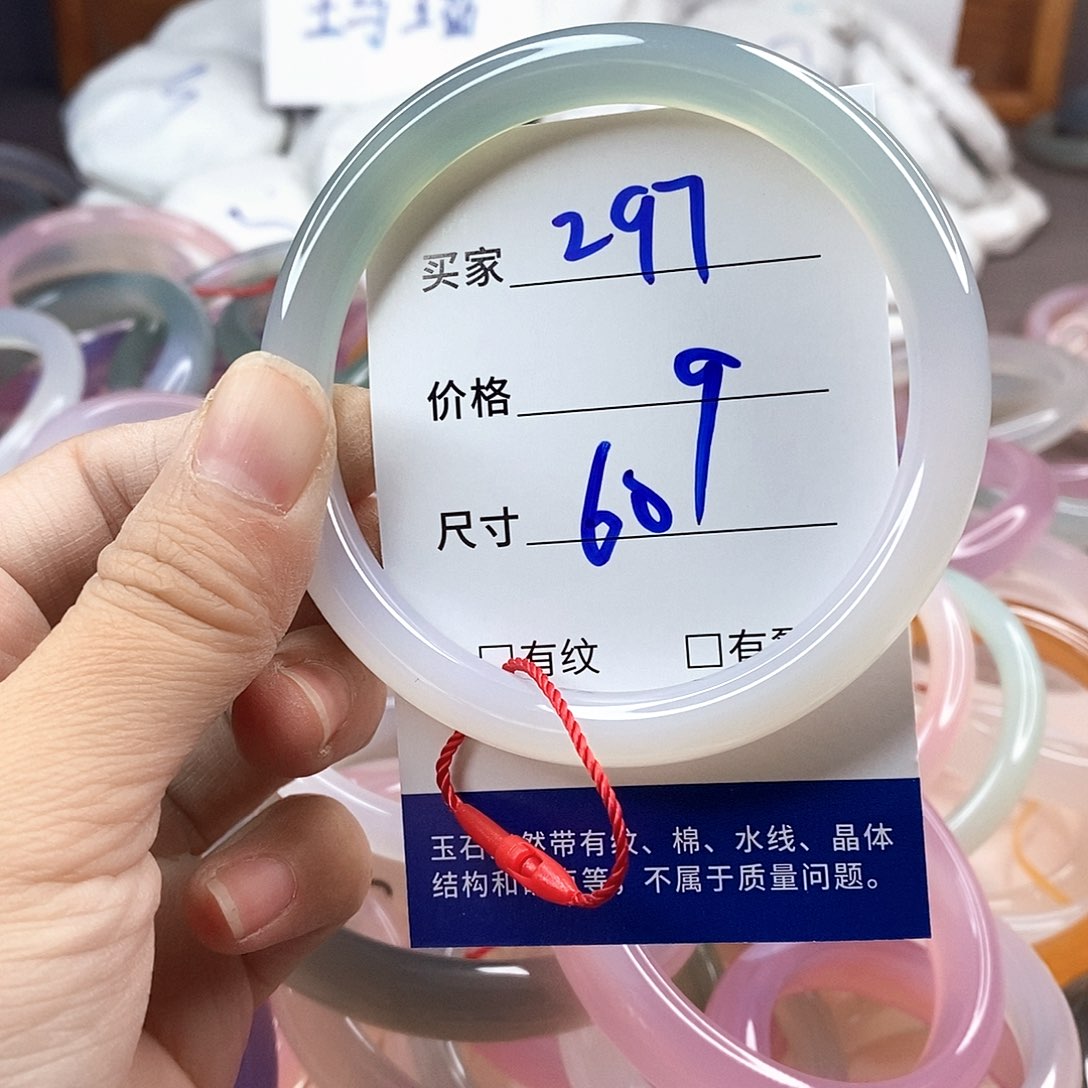 买家 297
价格 9
尺寸 608
□有纹 □有
玉石然带有纹、棉、水线、晶体
结构和等，不属于质量问题。